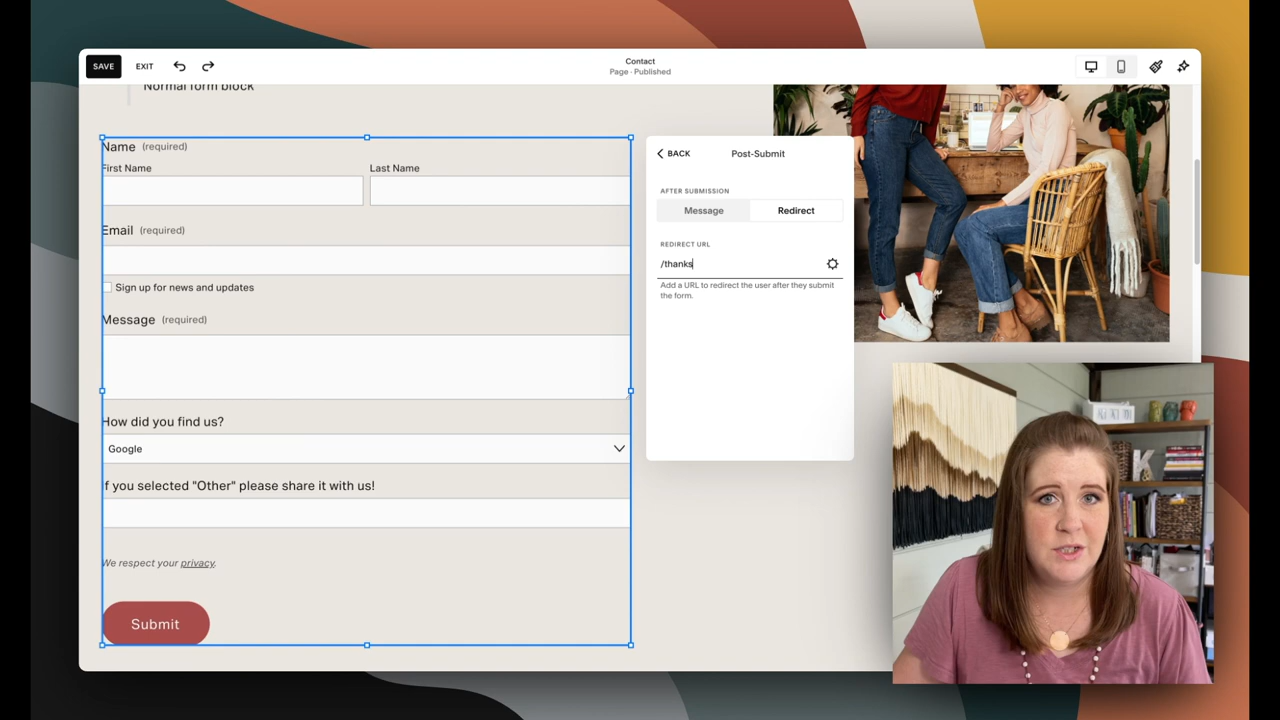 SAVE
EXIT
Contact
Page · Published
Normal form block
Name (required)
First Name
Last Name
Email (required)
Sign up for news and updates
Message (required)
How did you find us?
Google
If you selected "Other" please share it with us!
We respect your privacy.
Submit
BACK
Post-Submit
AFTER SUBMISSION
Message
Redirect
REDIRECT URL
/thanks
Add a URL to redirect the user after they submit
the form.
K